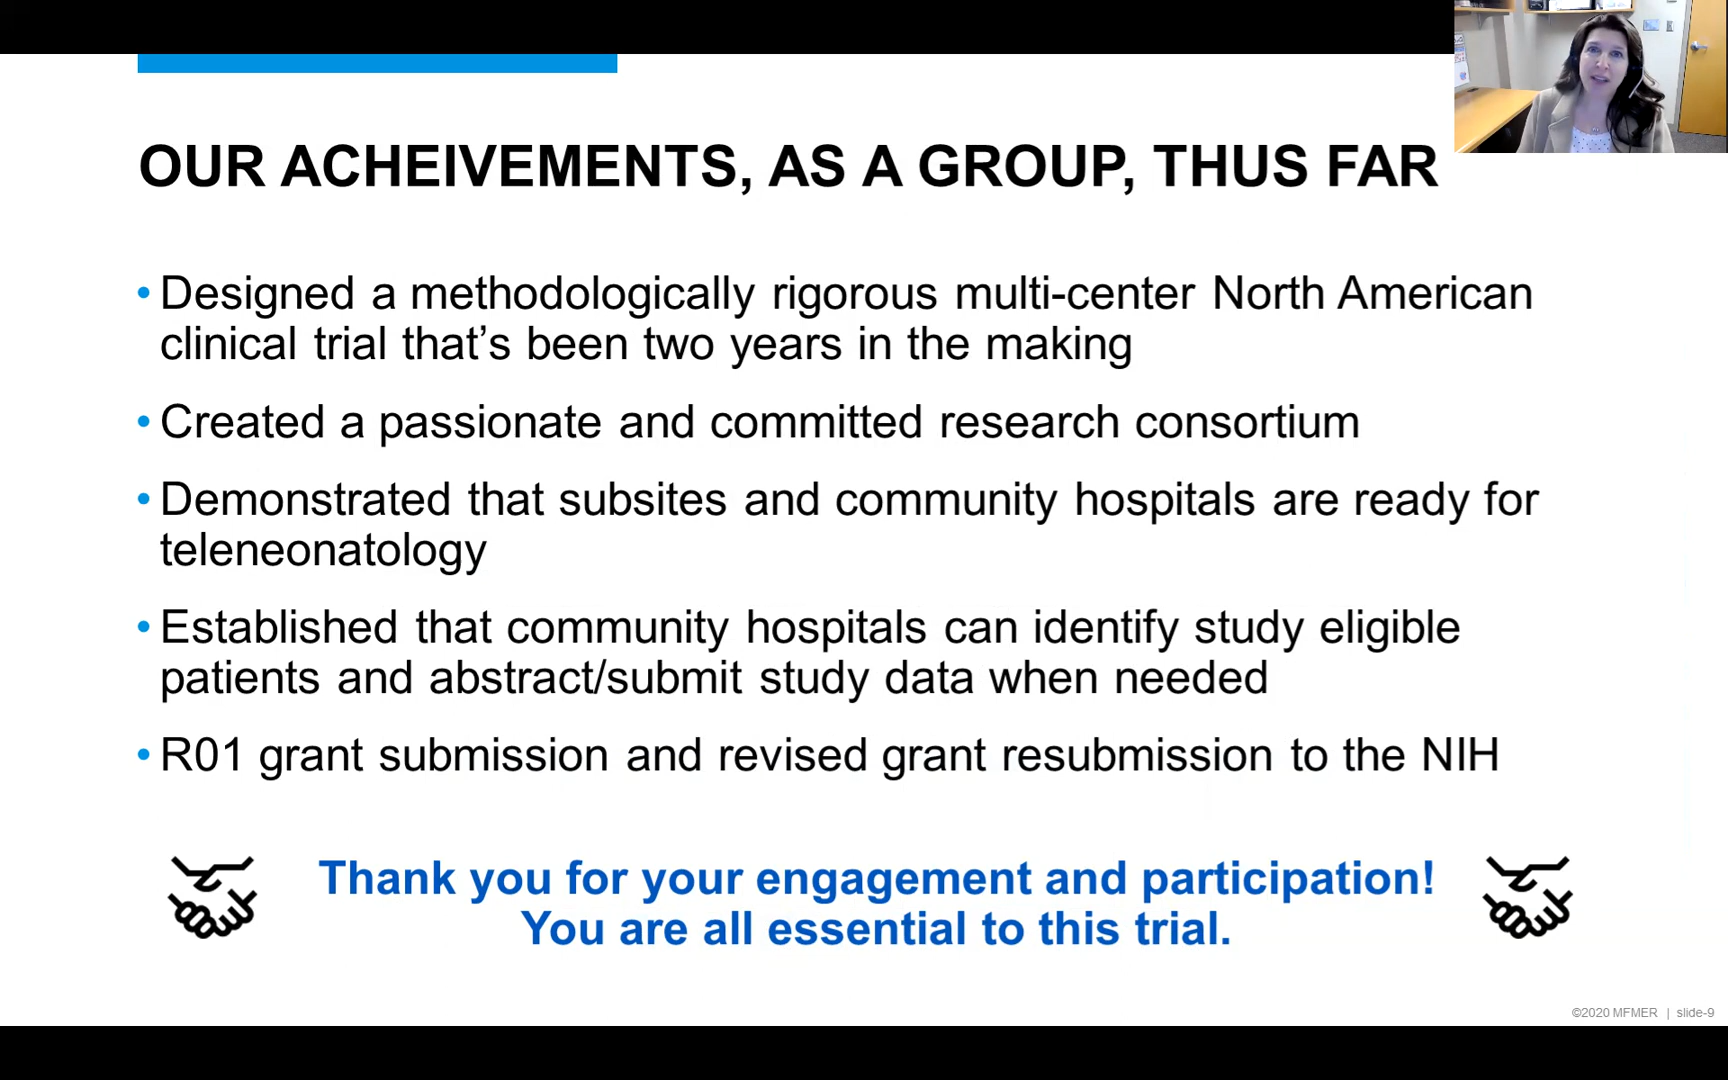 OUR ACHEIVEMENTS, AS A GROUP, THUS FAR
• Designed a methodologically rigorous multi-center North American
clinical trial that’s been two years in the making
• Created a passionate and committed research consortium
• Demonstrated that subsites and community hospitals are ready for
teleneonatology
• Established that community hospitals can identify study eligible
patients and abstract/submit study data when needed
• R01 grant submission and revised grant resubmission to the NIH
Thank you for your engagement and participation!
You are all essential to this trial.
©2020 MFMER | slide-9